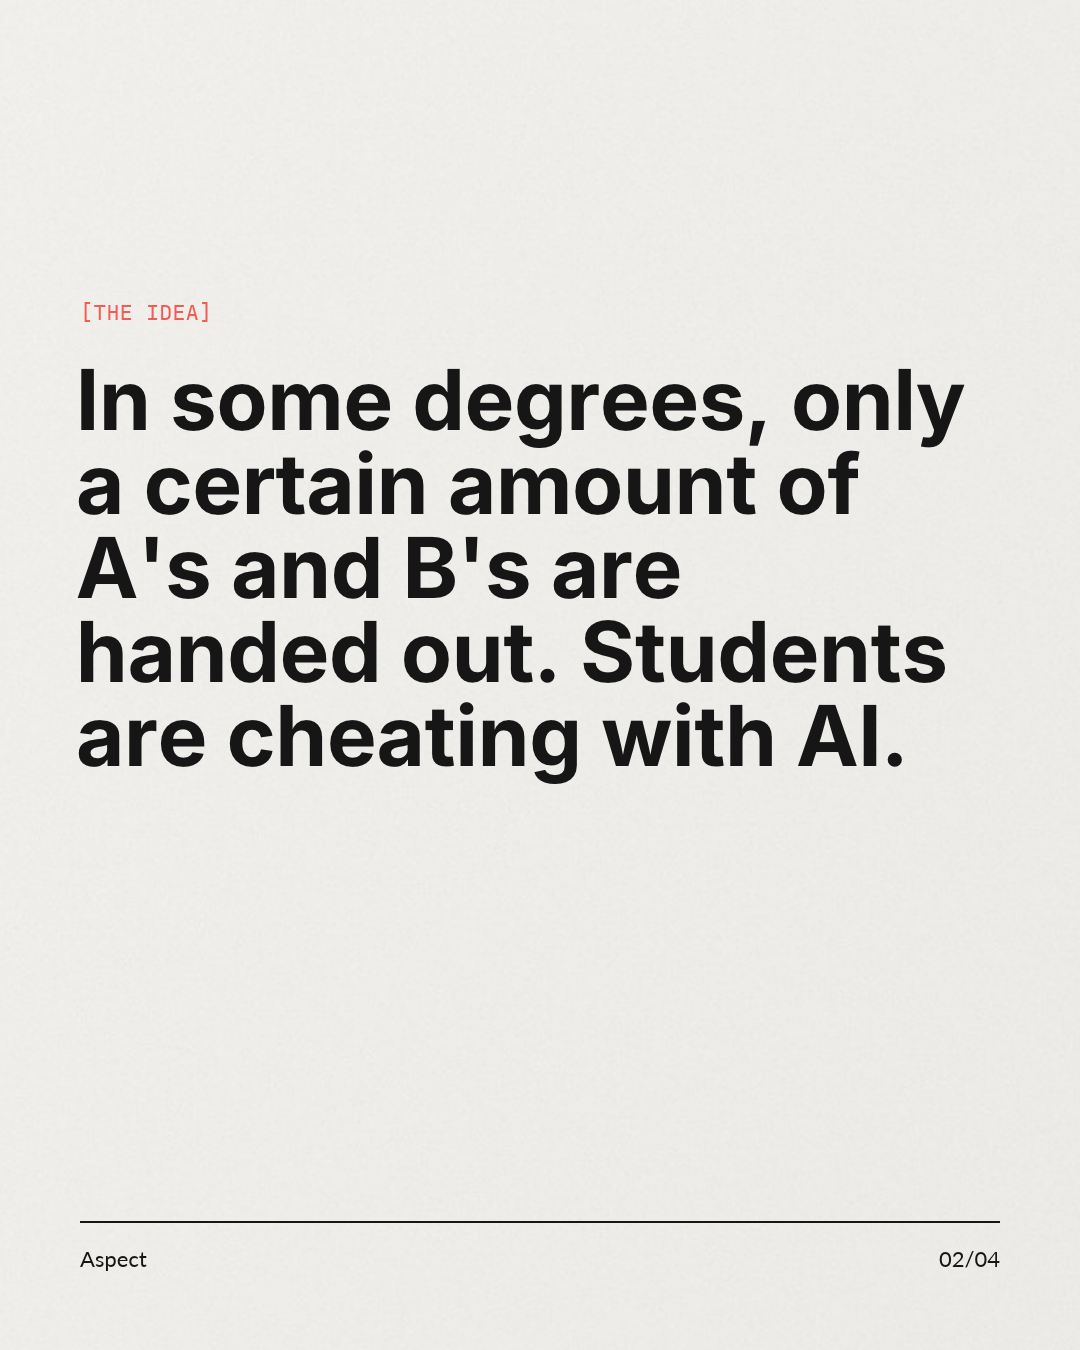 [THE IDEA]
In some degrees, only
a certain amount of
A's and B's are
handed out. Students
are cheating with AI.
Aspect
02/04